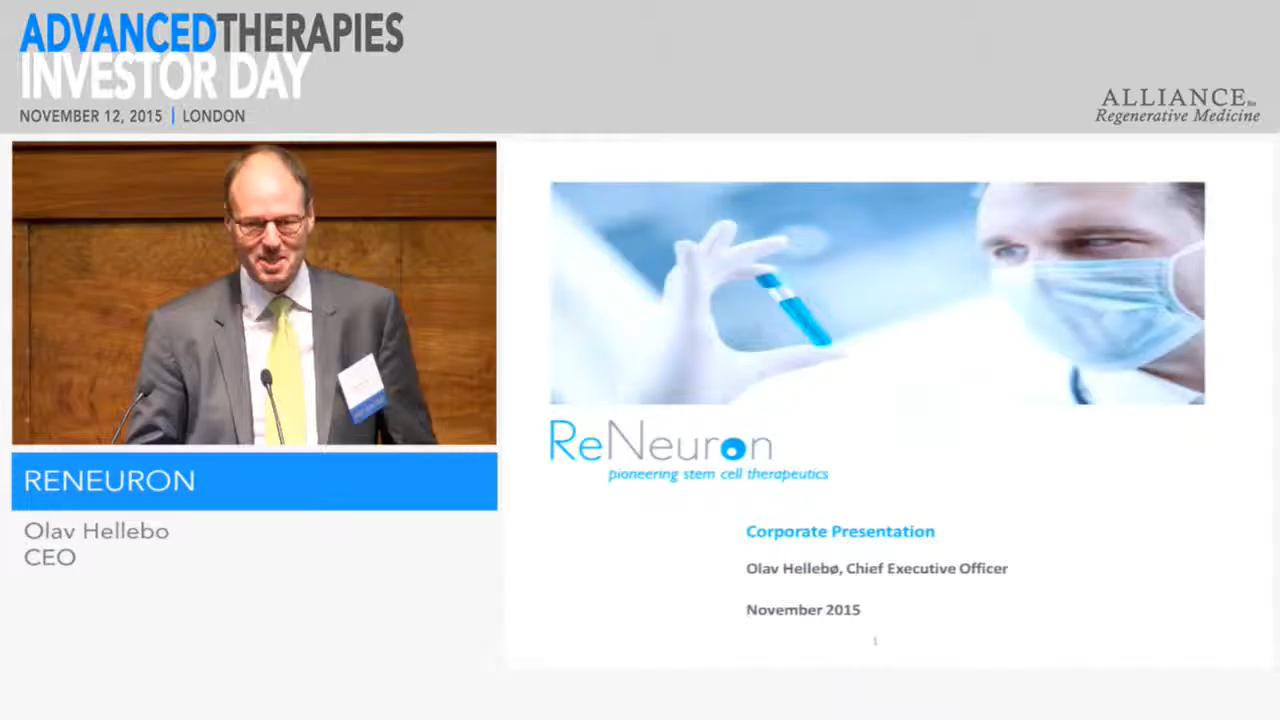 ADVANCEDTHERAPIES
INVESTOR DAY
NOVEMBER 12, 2015 | LONDON
ALLIANCE for
Regenerative Medicine
RENEURON
Olav Hellebo
CEO
ReNeuron
pioneering stem cell therapeutics
Corporate Presentation
Olav Hellebø, Chief Executive Officer
November 2015
1